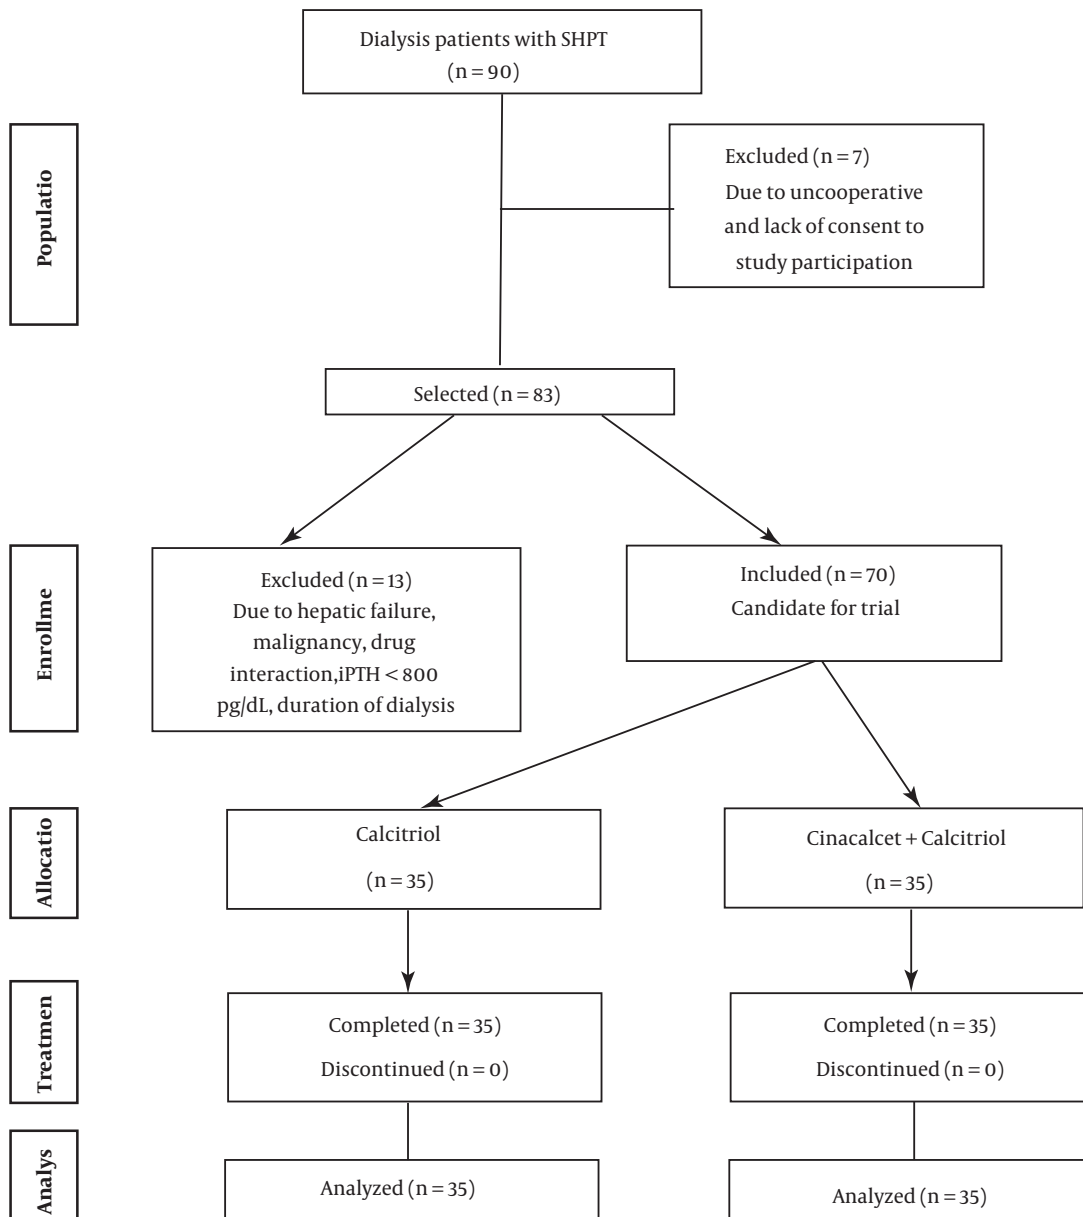 Dialysis patients with SHPT
(n = 90)
Populatio
Excluded (n = 7)
Due to uncooperative
and lack of consent to
study participation
Selected (n = 83)
Enrollme
Excluded (n = 13)
Due to hepatic failure,
malignancy, drug
interaction,iPTH < 800
pg/dL, duration of dialysis
Included (n = 70)
Candidate for trial
Allocatio
Calcitriol
(n = 35)
Cinacalcet + Calcitriol
(n = 35)
Treatmen
Completed (n = 35)
Discontinued (n = 0)
Completed (n = 35)
Discontinued (n = 0)
Analys
Analyzed (n = 35)
Analyzed (n = 35)